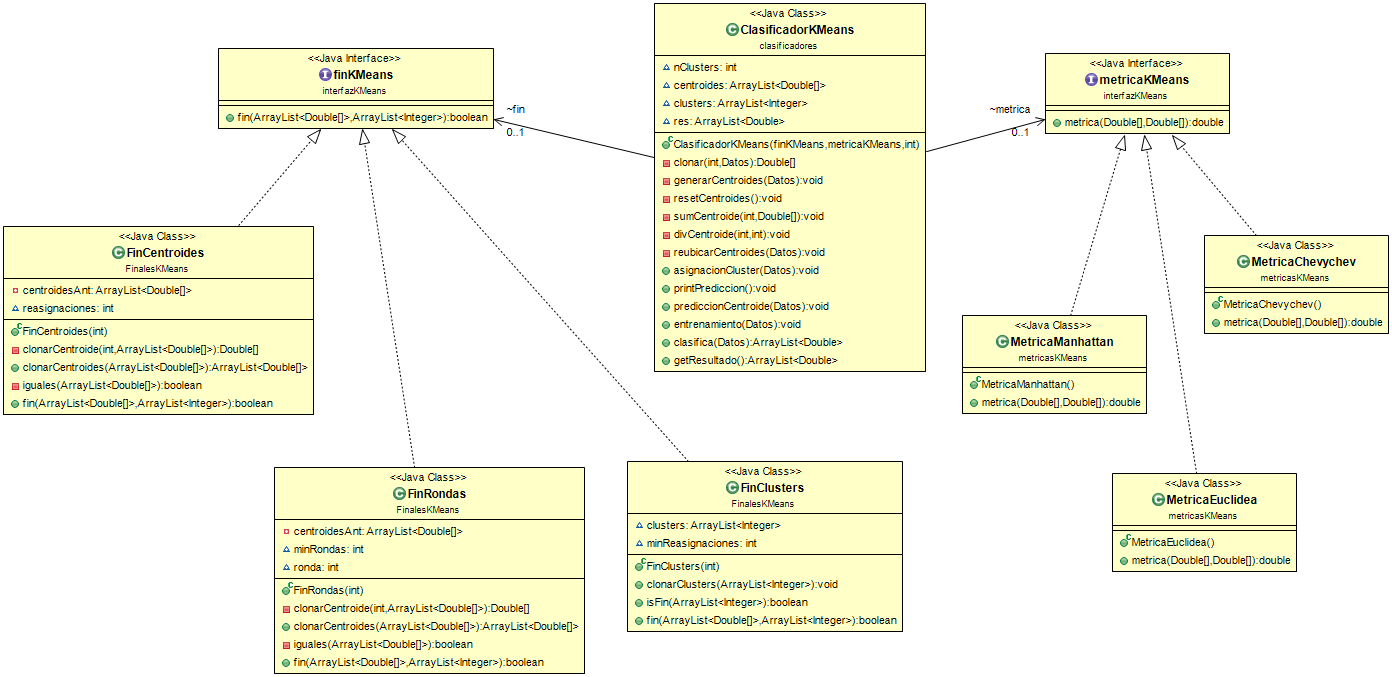 <<Java Class>>
ClasificadorKMeans
clasificadores
nClusters: int
centroides: ArrayList<Double[]>
clusters: ArrayList<Integer>
res: ArrayList<Double>
ClasificadorKMeans(finKMeans,metricaKMeans,int)
clonar(int,Datos):Double[]
generarCentroides(Datos):void
resetCentroides():void
sumCentroide(int,Double[]):void
divCentroide(int,int):void
reubicarCentroides(Datos):void
asignacionCluster(Datos):void
printPrediccion():void
prediccionCentroide(Datos):void
entrenamiento(Datos):void
clasifica(Datos):ArrayList<Double>
getResultado():ArrayList<Double>
<<Java Interface>>
finKMeans
interfazKMeans
fin(ArrayList<Double[]>,ArrayList<Integer>):boolean
~fin
0..1
~metrica
0..1
<<Java Interface>>
metricaKMeans
interfazKMeans
metrica(Double[],Double[]):double
<<Java Class>>
FinCentroides
FinalesKMeans
centroidesAnt: ArrayList<Double[]>
reasignaciones: int
FinCentroides(int)
clonarCentroide(int,ArrayList<Double[]>):Double[]
clonarCentroides(ArrayList<Double[]>):ArrayList<Double[]>
iguales(ArrayList<Double[]>):boolean
fin(ArrayList<Double[]>,ArrayList<Integer>):boolean
<<Java Class>>
MetricaChevychev
metricasKMeans
MetricaChevychev()
metrica(Double[],Double[]):double
<<Java Class>>
MetricaManhattan
metricasKMeans
MetricaManhattan()
metrica(Double[],Double[]):double
<<Java Class>>
FinRondas
FinalesKMeans
centroidesAnt: ArrayList<Double[]>
minRondas: int
ronda: int
FinRondas(int)
clonarCentroide(int,ArrayList<Double[]>):Double[]
clonarCentroides(ArrayList<Double[]>):ArrayList<Double[]>
iguales(ArrayList<Double[]>):boolean
fin(ArrayList<Double[]>,ArrayList<Integer>):boolean
<<Java Class>>
FinClusters
FinalesKMeans
clusters: ArrayList<Integer>
minReasignaciones: int
FinClusters(int)
clonarClusters(ArrayList<Integer>):void
isFin(ArrayList<Integer>):boolean
fin(ArrayList<Double[]>,ArrayList<Integer>):boolean
<<Java Class>>
MetricaEuclidea
metricasKMeans
MetricaEuclidea()
metrica(Double[],Double[]):double